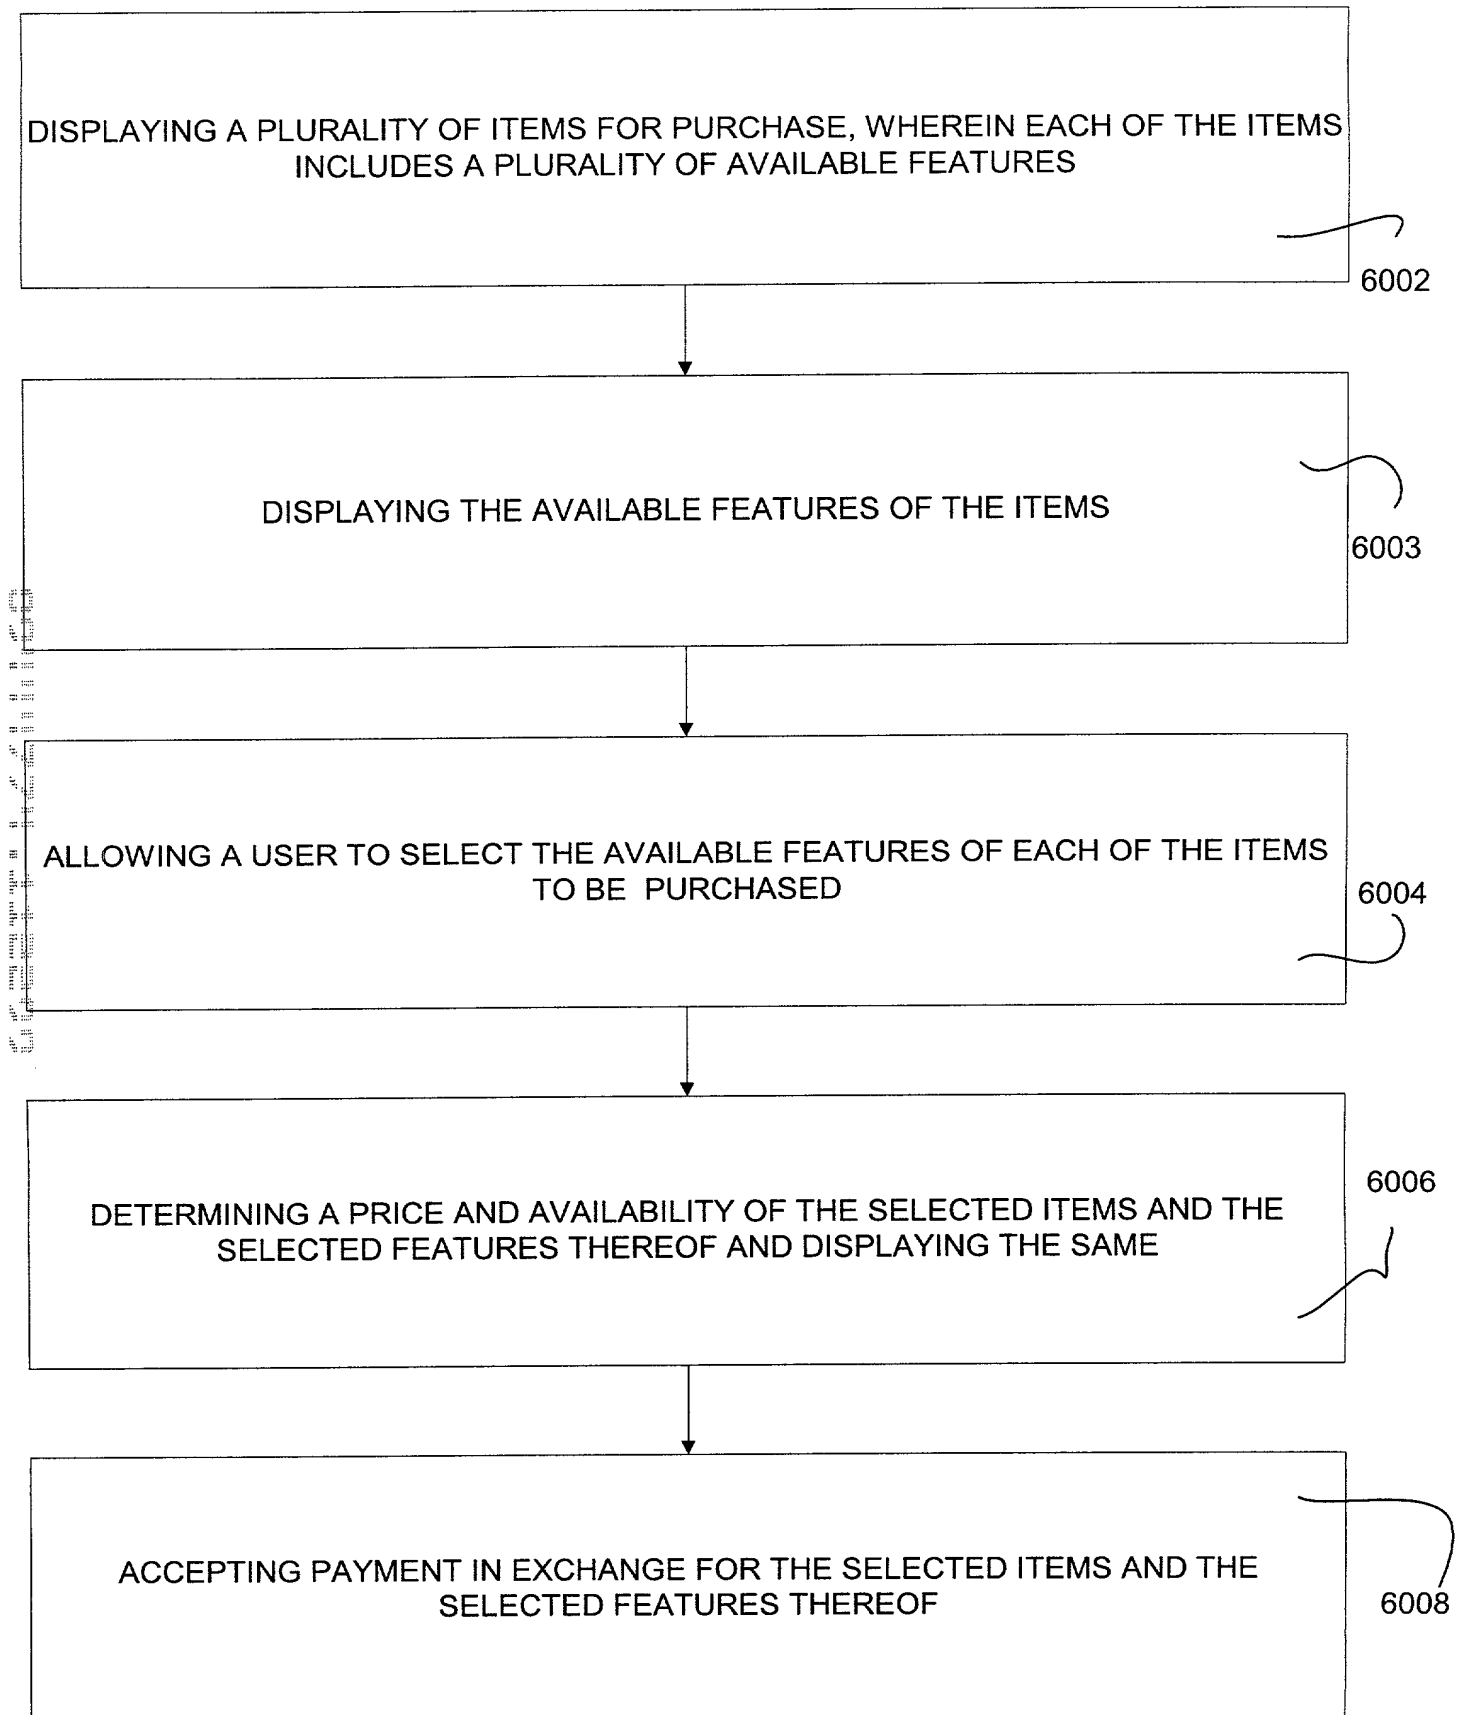 DISPLAYING A PLURALITY OF ITEMS FOR PURCHASE, WHEREIN EACH OF THE ITEMS
INCLUDES A PLURALITY OF AVAILABLE FEATURES
6002
DISPLAYING THE AVAILABLE FEATURES OF THE ITEMS
6003
ALLOWING A USER TO SELECT THE AVAILABLE FEATURES OF EACH OF THE ITEMS
TO BE PURCHASED
6004
6006
DETERMINING A PRICE AND AVAILABILITY OF THE SELECTED ITEMS AND THE
SELECTED FEATURES THEREOF AND DISPLAYING THE SAME
ACCEPTING PAYMENT IN EXCHANGE FOR THE SELECTED ITEMS AND THE
SELECTED FEATURES THEREOF
6008